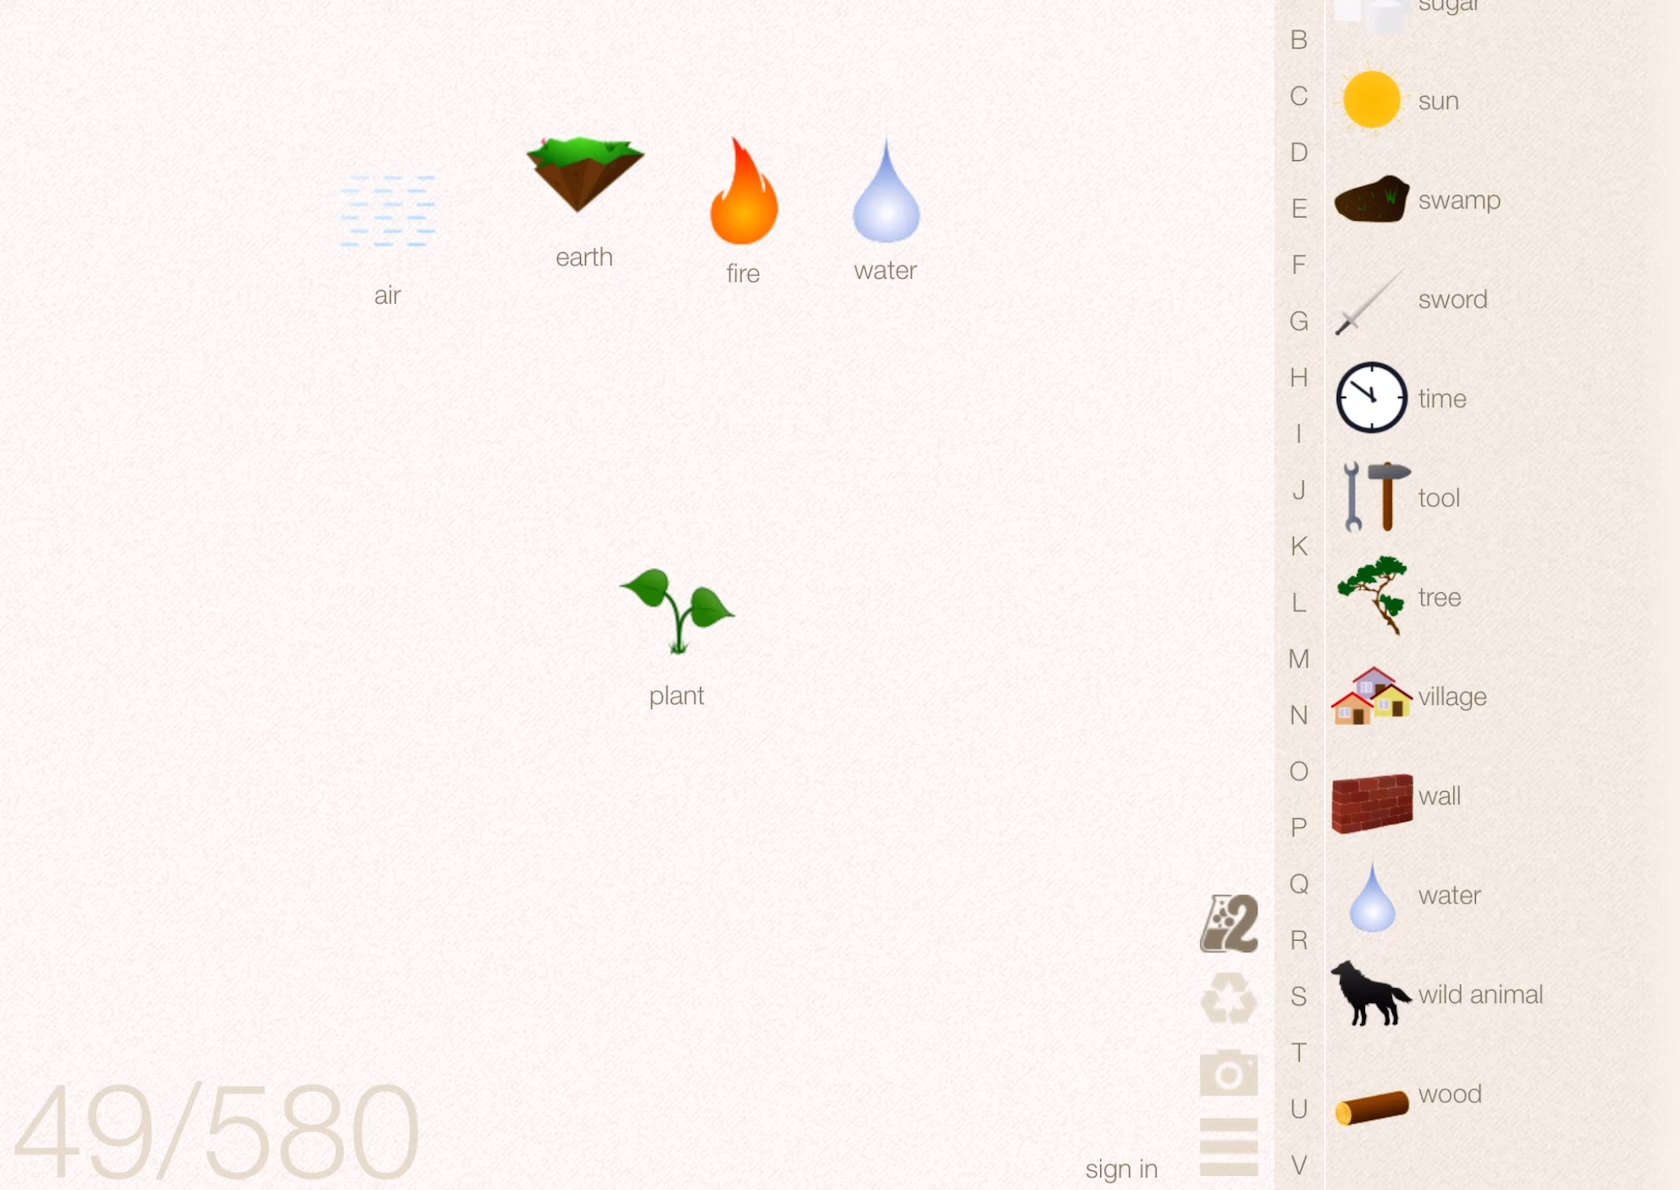 sugar
B
sun
C
D
E
swamp
earth
water
fire
air
F
sword
G
H
time
I
J
tool
K
L
tree
M
plant
village
N
O
wall
P
Q
water
2
R
S
wild animal
T
49/580
U
wood
sign in
V